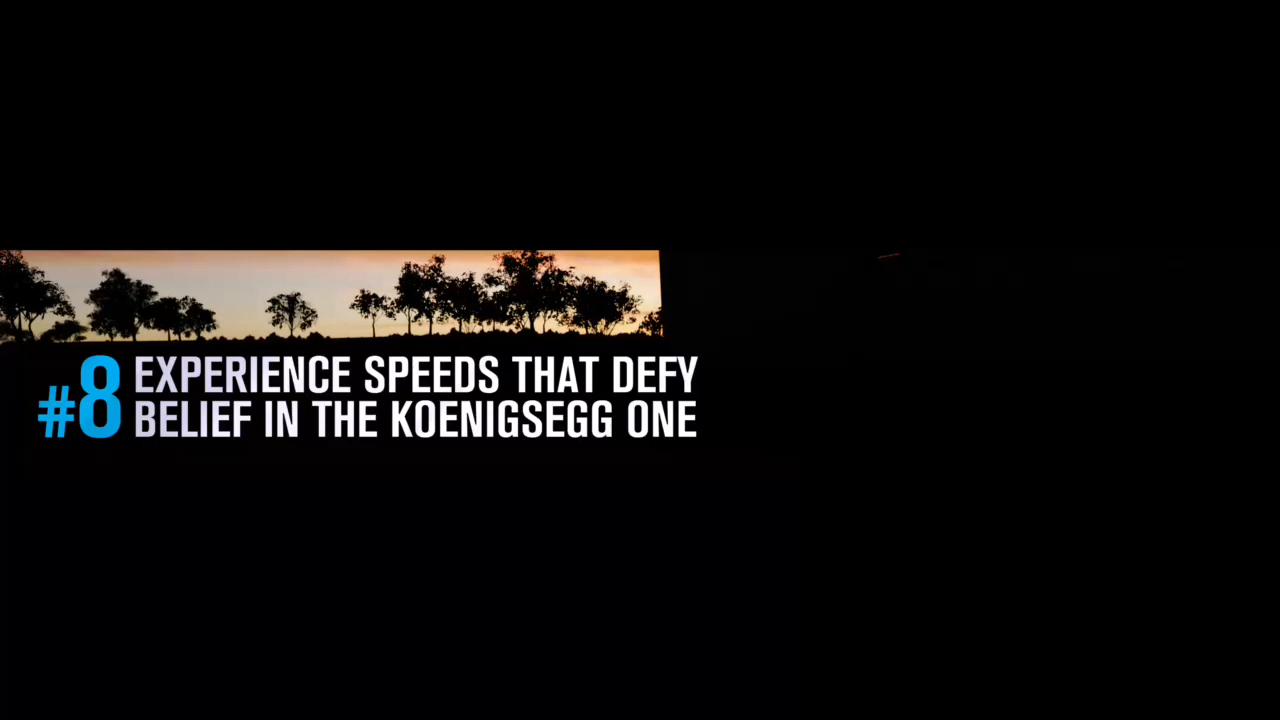 #8 EXPERIENCE SPEEDS THAT DEFY
BELIEF IN THE KOENIGSEGG ONE